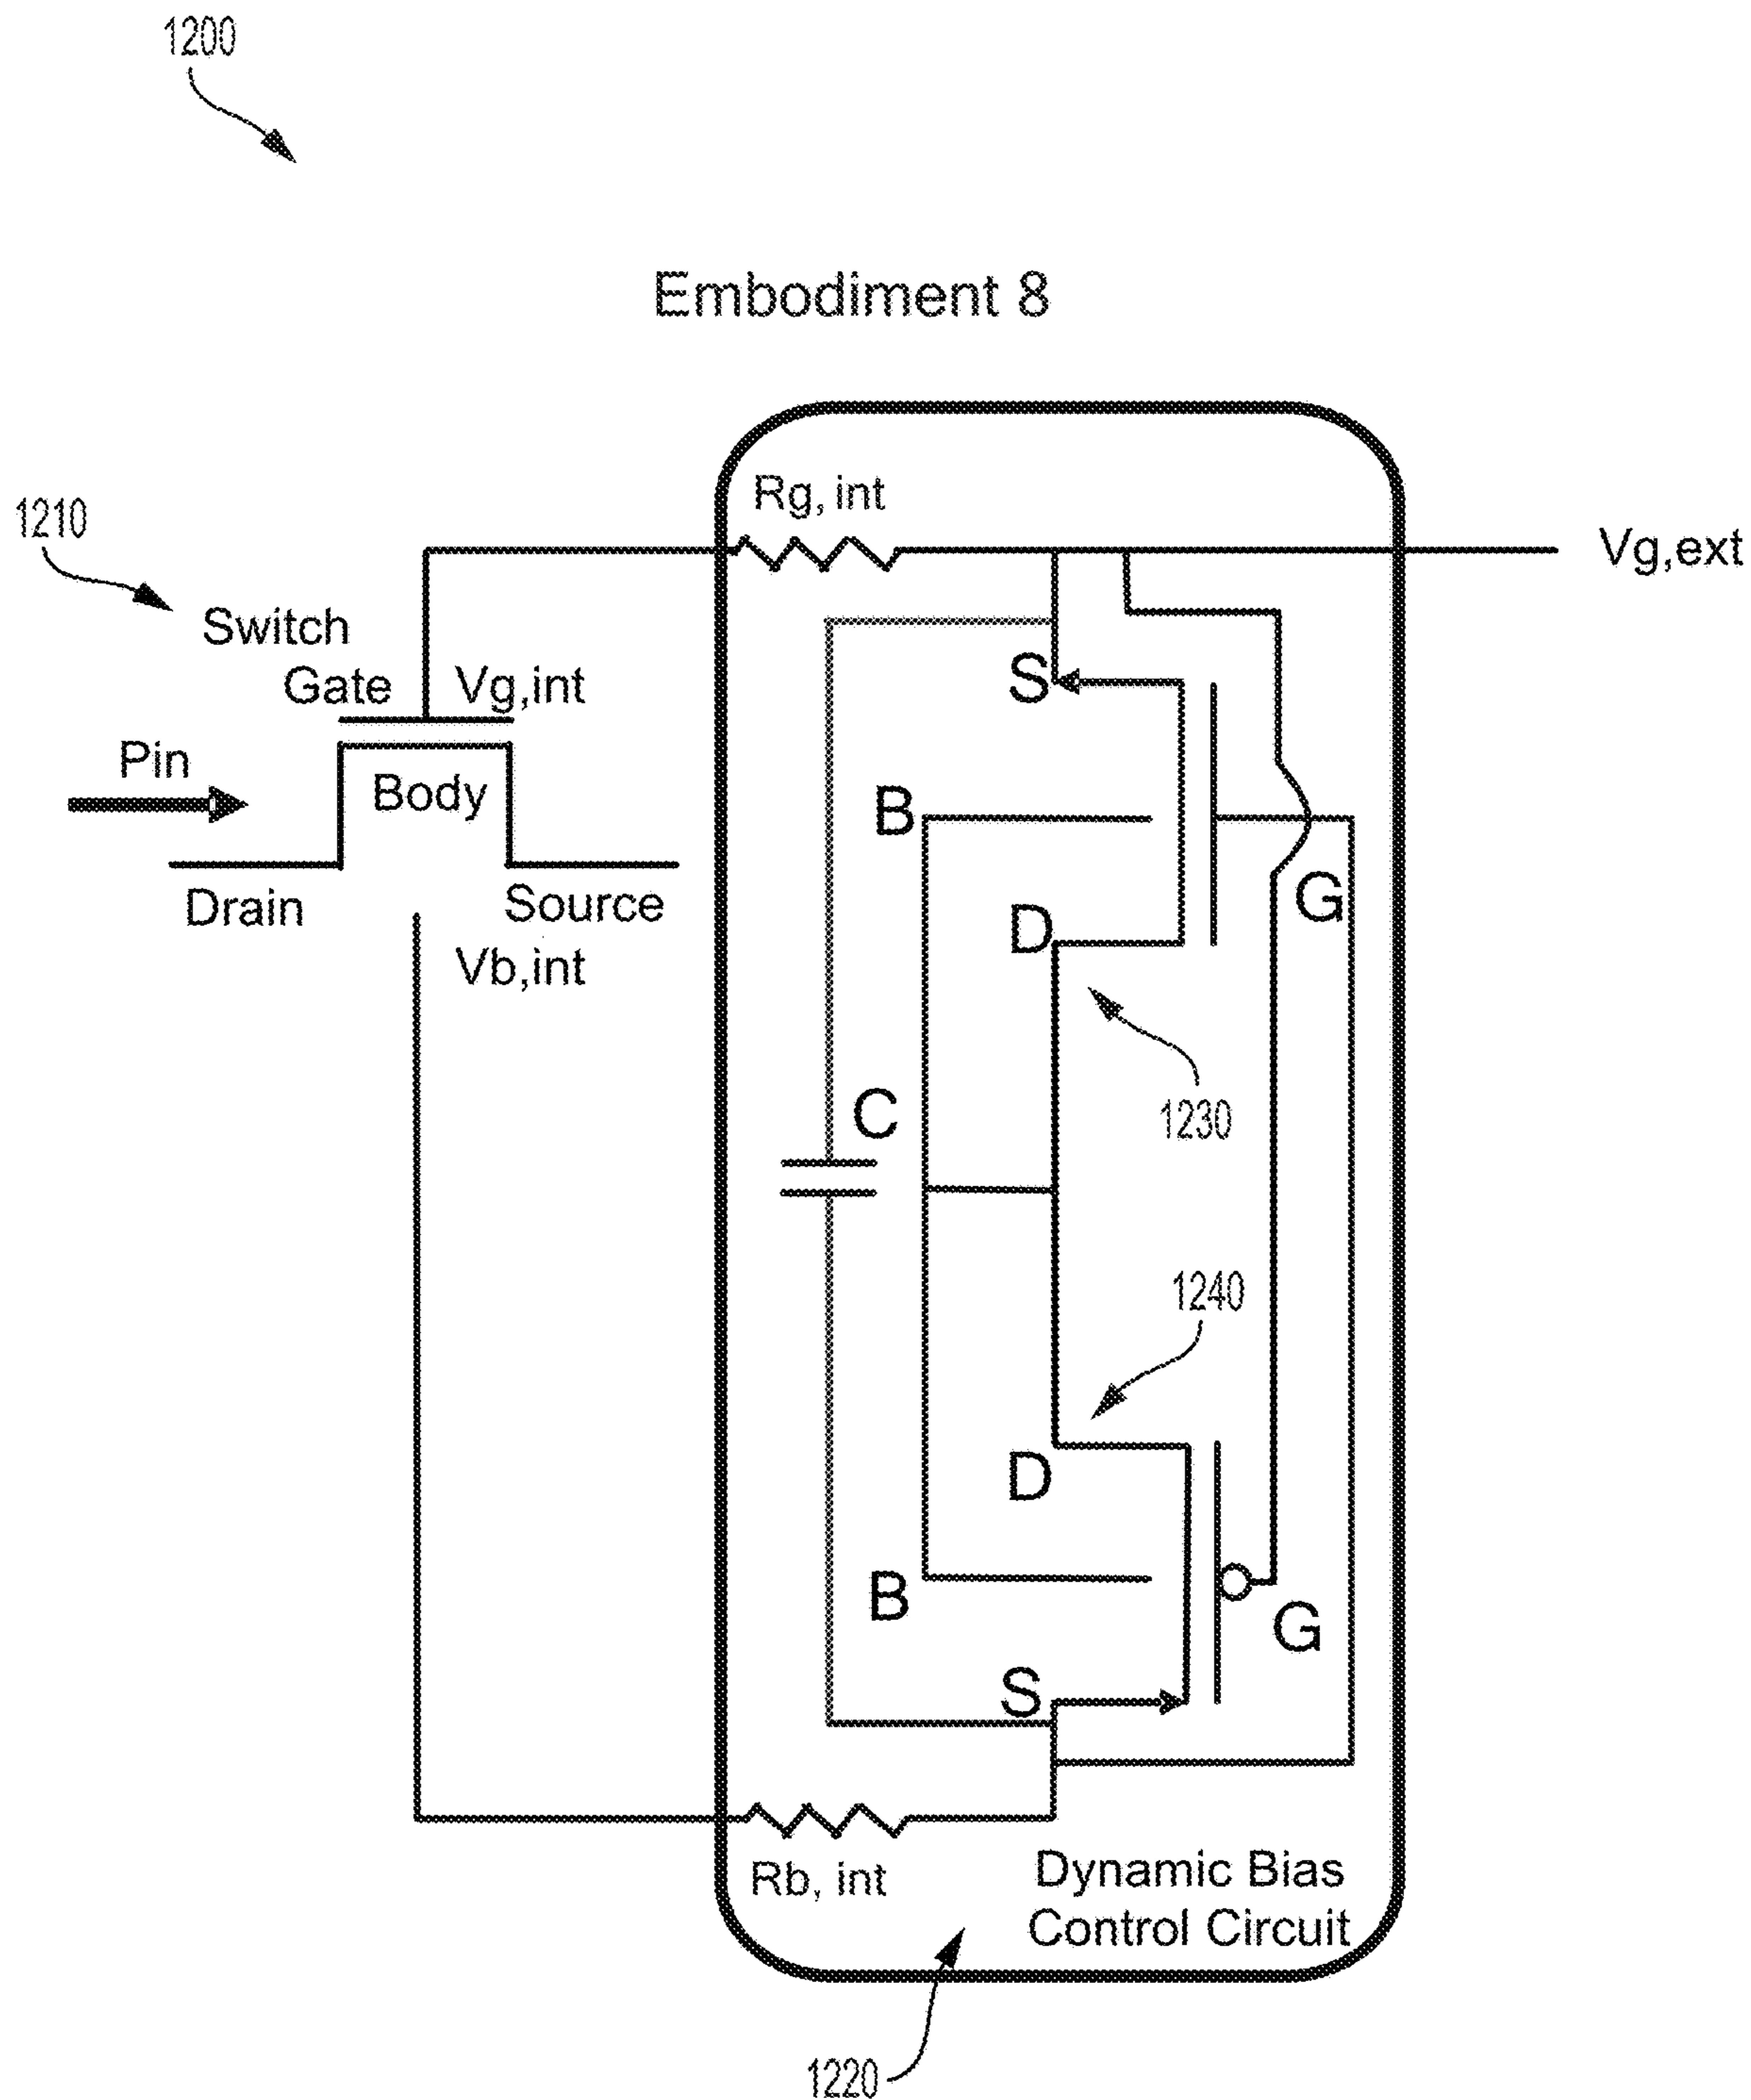 1200
Embodiment 8
Rg, int
1210
Vg,ext
Switch
Gate
Vg,int
S
Pin
Body
B
G
Drain
Source
D
Vb,int
C
1230
1240
D
B
G
S
Rb, int
Dynamic Bias
Control Circuit
1220